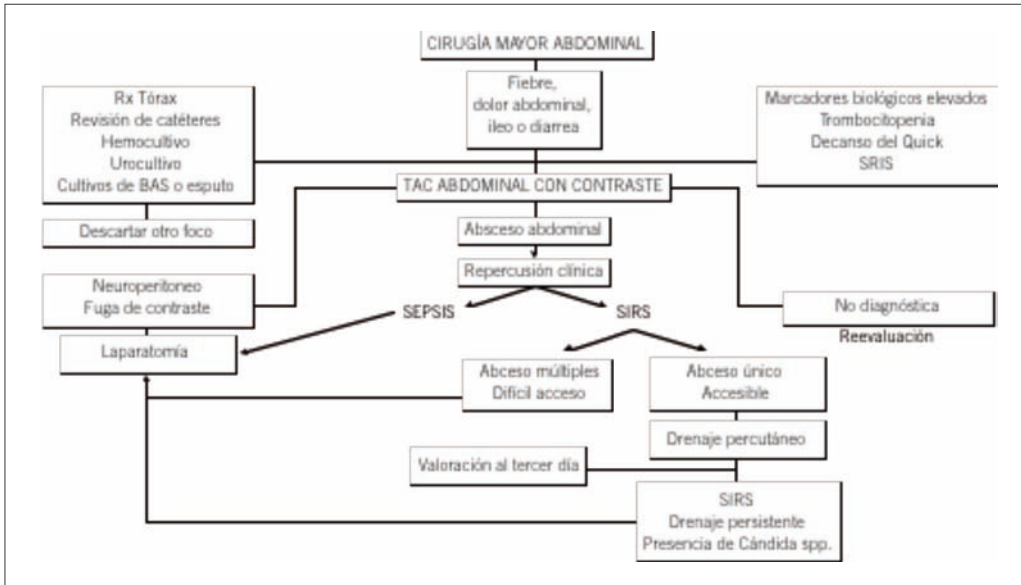 CIRUGÍA MAYOR ABDOMINAL
Fiebre,
dolor abdominal,
ileo o diarrea
Rx Tórax
Revisión de catéteres
Hemocultivo
Urocultivo
Cultivos de BAS o esputo
Marcadores biológicos elevados
Trombocitopenia
Decanso del Quick
SRIS
TAC ABDOMINAL CON CONTRASTE
Descartar otro foco
Absceso abdominal
Repercusión clínica
Neuroperitoneo
Fuga de contraste
SEPSIS
SIRS
No diagnóstica
Reevaluación
Laparatomía
Abceso múltiples
Difícil acceso
Abceso único
Accesible
Drenaje percutáneo
Valoración al tercer día
SIRS
Drenaje persistente
Presencia de Cándida spp.